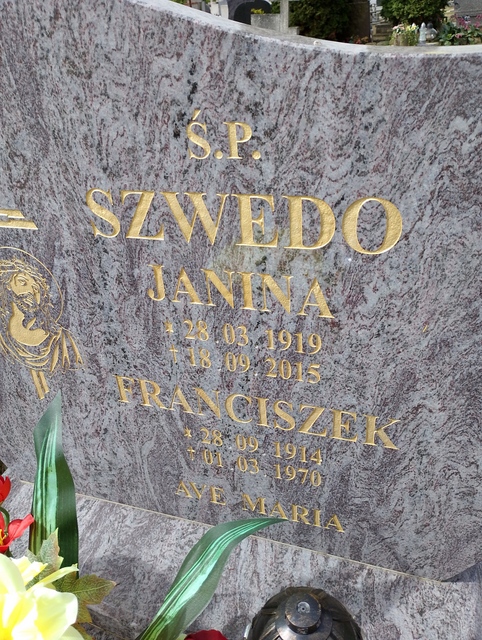 Ś.P.
SZWEDO
JANINA
* 28.03.1919
† 18.09.2015
FRANCISZEK
* 28.09.1914
† 01.03.1970
AVE MARIA